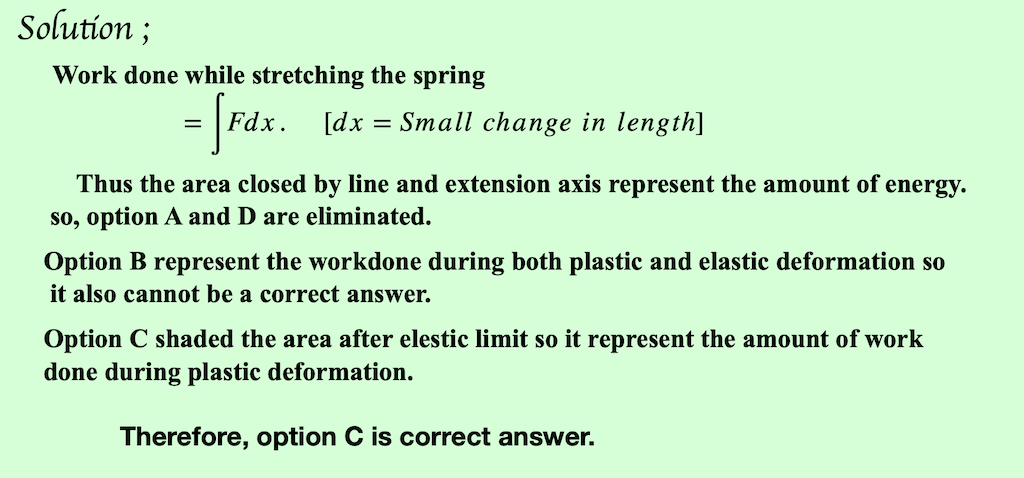 Solution ;
Work done while stretching the spring
= ∫ Fdx . [dx = Small change in length]
Thus the area closed by line and extension axis represent the amount of energy.
so, option A and D are eliminated.
Option B represent the workdone during both plastic and elastic deformation so
it also cannot be a correct answer.
Option C shaded the area after elestic limit so it represent the amount of work
done during plastic deformation.
Therefore, option C is correct answer.